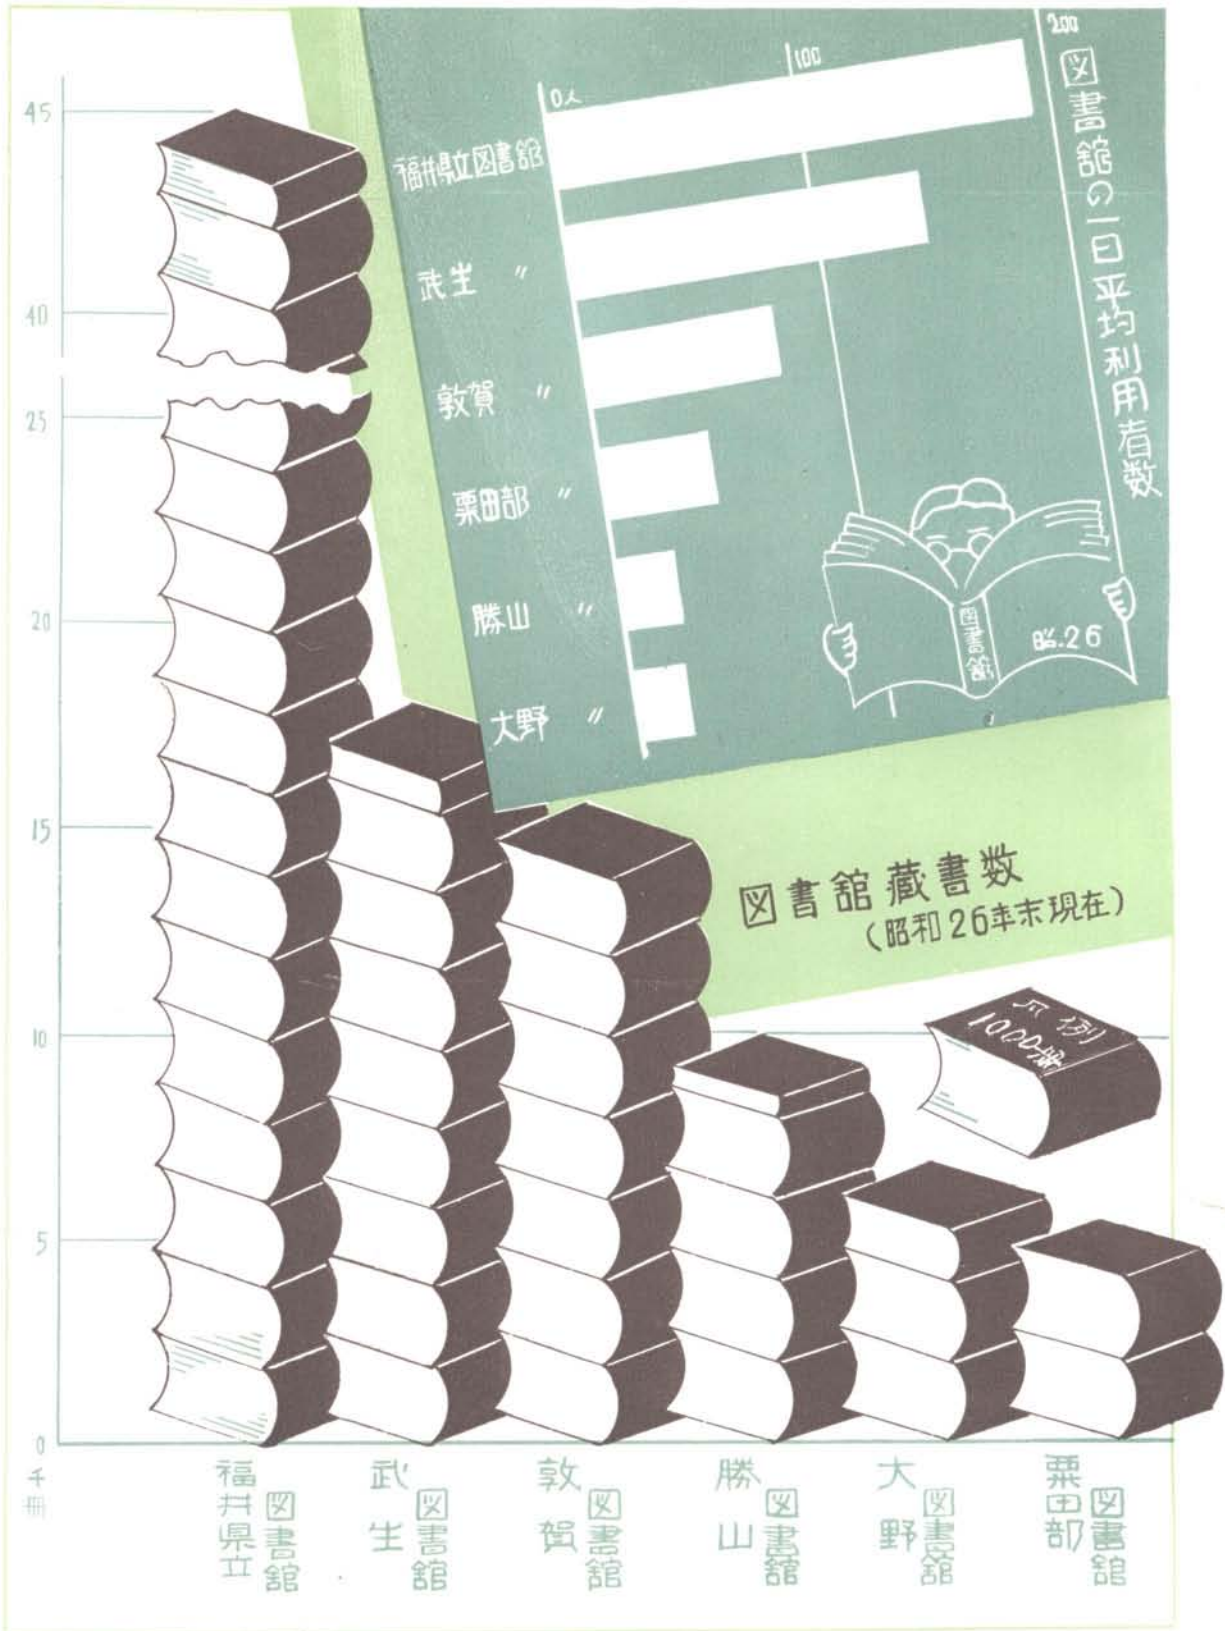 図書館の一日平均利用者数
0人
100
200
福井県立図書館
武生 〃
敦賀 〃
粟田部 〃
勝山 〃
大野 〃
図書館
昭.26
図書館藏書数
(昭和26年末現在)
凡例
1000冊
45
40
25
20
15
10
5
0
千冊
福井県立図書館
武生図書館
敦賀図書館
勝山図書館
大野図書館
粟田部図書館